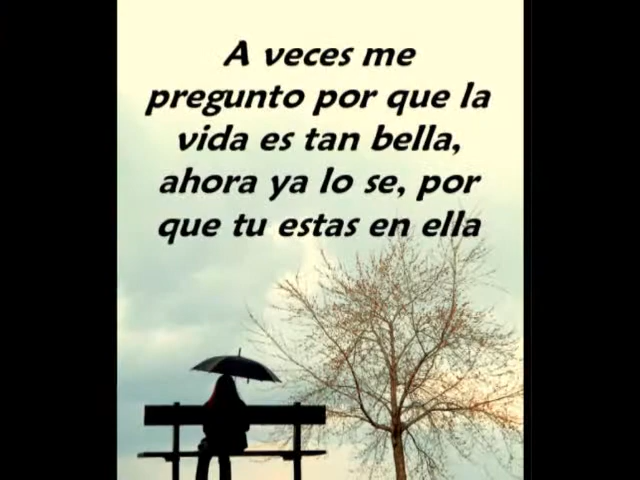 A veces me
pregunto por que la
vida es tan bella,
ahora ya lo se, por
que tu estas en ella